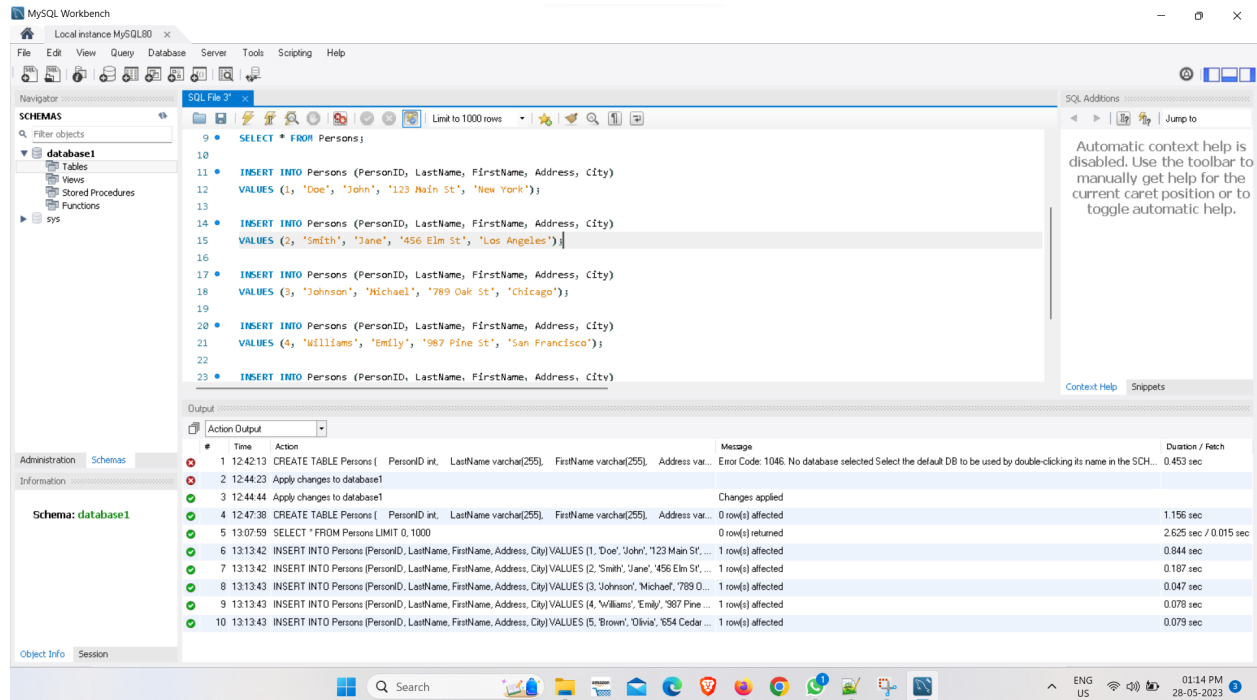 MySQL Workbench
Local instance MySQL80 ×
File Edit View Query Database Server Tools Scripting Help
Navigator
SCHEMAS
Filter objects
database1
Tables
Views
Stored Procedures
Functions
sys
Administration Schemas
Information
Schema: database1
Object Info Session
SQL File 3* ×
Limit to 1000 rows
9 SELECT * FROM Persons;
10
11 INSERT INTO Persons (PersonID, LastName, FirstName, Address, City)
12 VALUES (1, 'Doe', 'John', '123 Main St', 'New York');
13
14 INSERT INTO Persons (PersonID, LastName, FirstName, Address, City)
15 VALUES (2, 'Smith', 'Jane', '456 Elm St', 'Los Angeles');
16
17 INSERT INTO Persons (PersonID, LastName, FirstName, Address, City)
18 VALUES (3, 'Johnson', 'Michael', '789 Oak St', 'Chicago');
19
20 INSERT INTO Persons (PersonID, LastName, FirstName, Address, City)
21 VALUES (4, 'Williams', 'Emily', '987 Pine St', 'San Francisco');
22
23 INSERT INTO Persons (PersonID, LastName, FirstName, Address, City)
SQL Additions
Jump to
Automatic context help is
disabled. Use the toolbar to
manually get help for the
current caret position or to
toggle automatic help.
Context Help Snippets
Output
Action Output
# Time Action Message Duration / Fetch
1 12:42:13 CREATE TABLE Persons ( PersonID int, LastName varchar(255), FirstName varchar(255), Address var... Error Code: 1046. No database selected Select the default DB to be used by double-clicking its name in the SCH... 0.453 sec
2 12:44:23 Apply changes to database1
3 12:44:44 Apply changes to database1 Changes applied
4 12:47:38 CREATE TABLE Persons ( PersonID int, LastName varchar(255), FirstName varchar(255), Address var... 0 row(s) affected 1.156 sec
5 13:07:59 SELECT * FROM Persons LIMIT 0, 1000 0 row(s) returned 2.625 sec / 0.015 sec
6 13:13:42 INSERT INTO Persons (PersonID, LastName, FirstName, Address, City) VALUES (1, 'Doe', 'John', '123 Main St', ... 1 row(s) affected 0.844 sec
7 13:13:42 INSERT INTO Persons (PersonID, LastName, FirstName, Address, City) VALUES (2, 'Smith', 'Jane', '456 Elm St', ... 1 row(s) affected 0.187 sec
8 13:13:43 INSERT INTO Persons (PersonID, LastName, FirstName, Address, City) VALUES (3, 'Johnson', 'Michael', '789 O... 1 row(s) affected 0.047 sec
9 13:13:43 INSERT INTO Persons (PersonID, LastName, FirstName, Address, City) VALUES (4, 'Williams', 'Emily', '987 Pine ... 1 row(s) affected 0.078 sec
10 13:13:43 INSERT INTO Persons (PersonID, LastName, FirstName, Address, City) VALUES (5, 'Brown', 'Olivia', '654 Cedar ... 1 row(s) affected 0.079 sec
Search
ENG
US
01:14 PM
28-05-2023
3